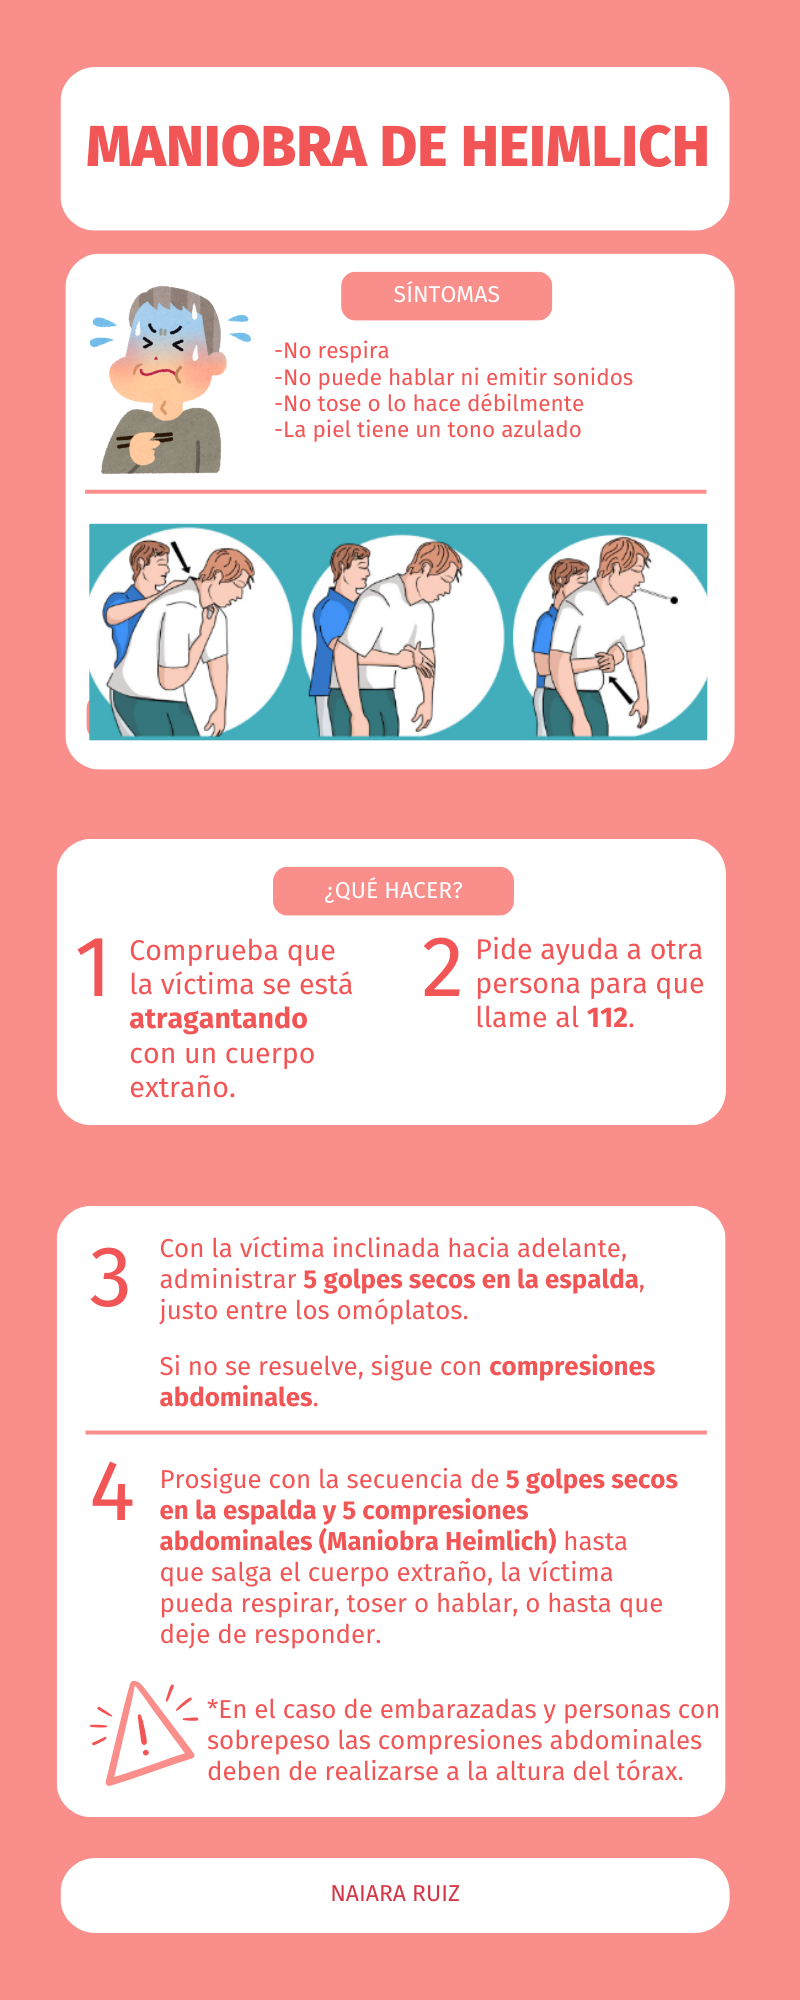 MANIOBRA DE HEIMLICH
SÍNTOMAS
-No respira
-No puede hablar ni emitir sonidos
-No tose o lo hace débilmente
-La piel tiene un tono azulado
¿QUÉ HACER?
1
Comprueba que
la víctima se está
atragantando
con un cuerpo
extraño.
2
Pide ayuda a otra
persona para que
llame al 112.
3
Con la víctima inclinada hacia adelante,
administrar 5 golpes secos en la espalda,
justo entre los omóplatos.
Si no se resuelve, sigue con compresiones
abdominales.
4
Prosigue con la secuencia de 5 golpes secos
en la espalda y 5 compresiones
abdominales (Maniobra Heimlich) hasta
que salga el cuerpo extraño, la víctima
pueda respirar, toser o hablar, o hasta que
deje de responder.
*En el caso de embarazadas y personas con
sobrepeso las compresiones abdominales
deben de realizarse a la altura del tórax.
NAIARA RUIZ